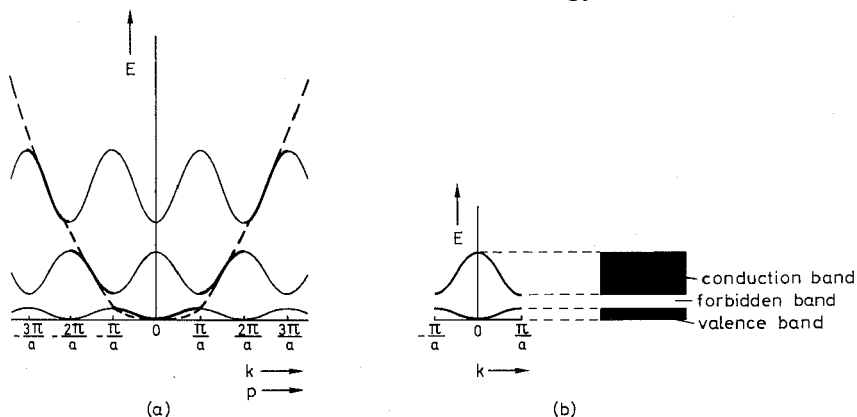 E
-3π/a -2π/a -π/a 0 π/a 2π/a 3π/a
k
p
(a)
E
conduction band
forbidden band
valence band
-π/a 0 π/a
k
(b)